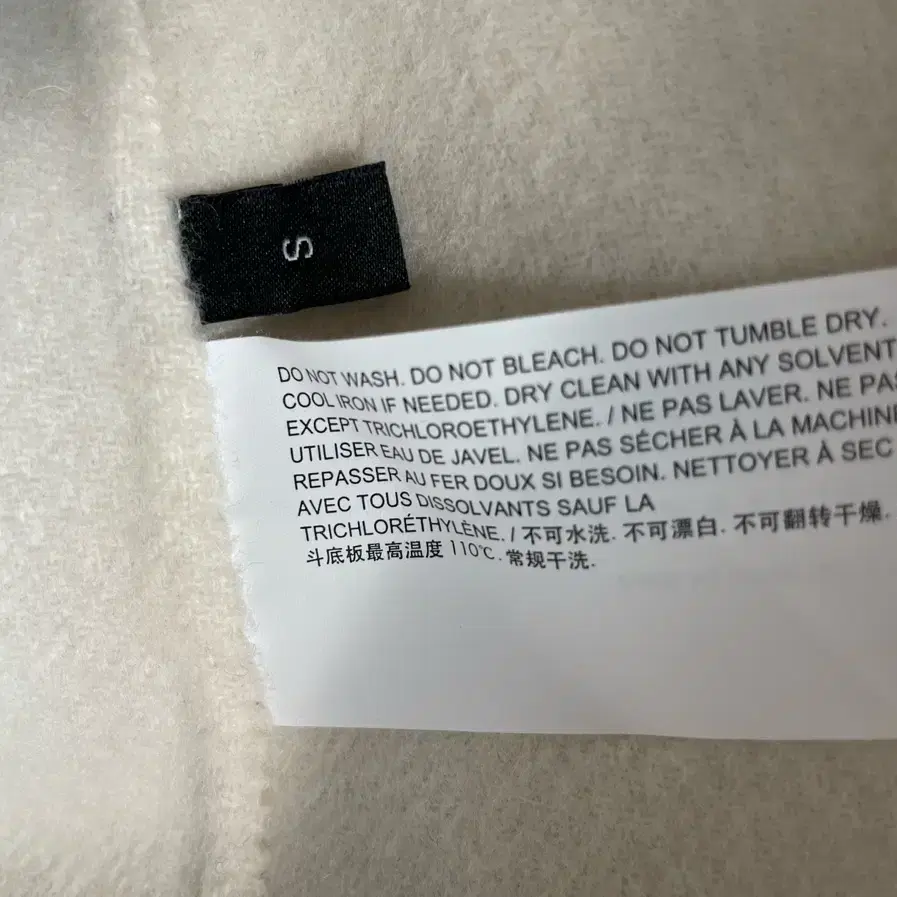 S
DO NOT WASH. DO NOT BLEACH. DO NOT TUMBLE DRY.
COOL IRON IF NEEDED. DRY CLEAN WITH ANY SOLVENT
EXCEPT TRICHLOROETHYLENE. / NE PAS LAVER. NE PAS
UTILISER EAU DE JAVEL. NE PAS SÉCHER À LA MACHINE
REPASSER AU FER DOUX SI BESOIN. NETTOYER À SEC
AVEC TOUS DISSOLVANTS SAUF LA
TRICHLORÉTHYLÈNE. / 不可水洗. 不可漂白. 不可翻转干燥.
斗底板最高温度 110℃. 常规干洗.